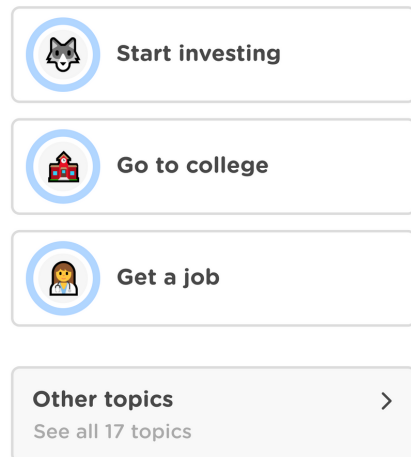 Start investing
Go to college
Get a job
Other topics
See all 17 topics